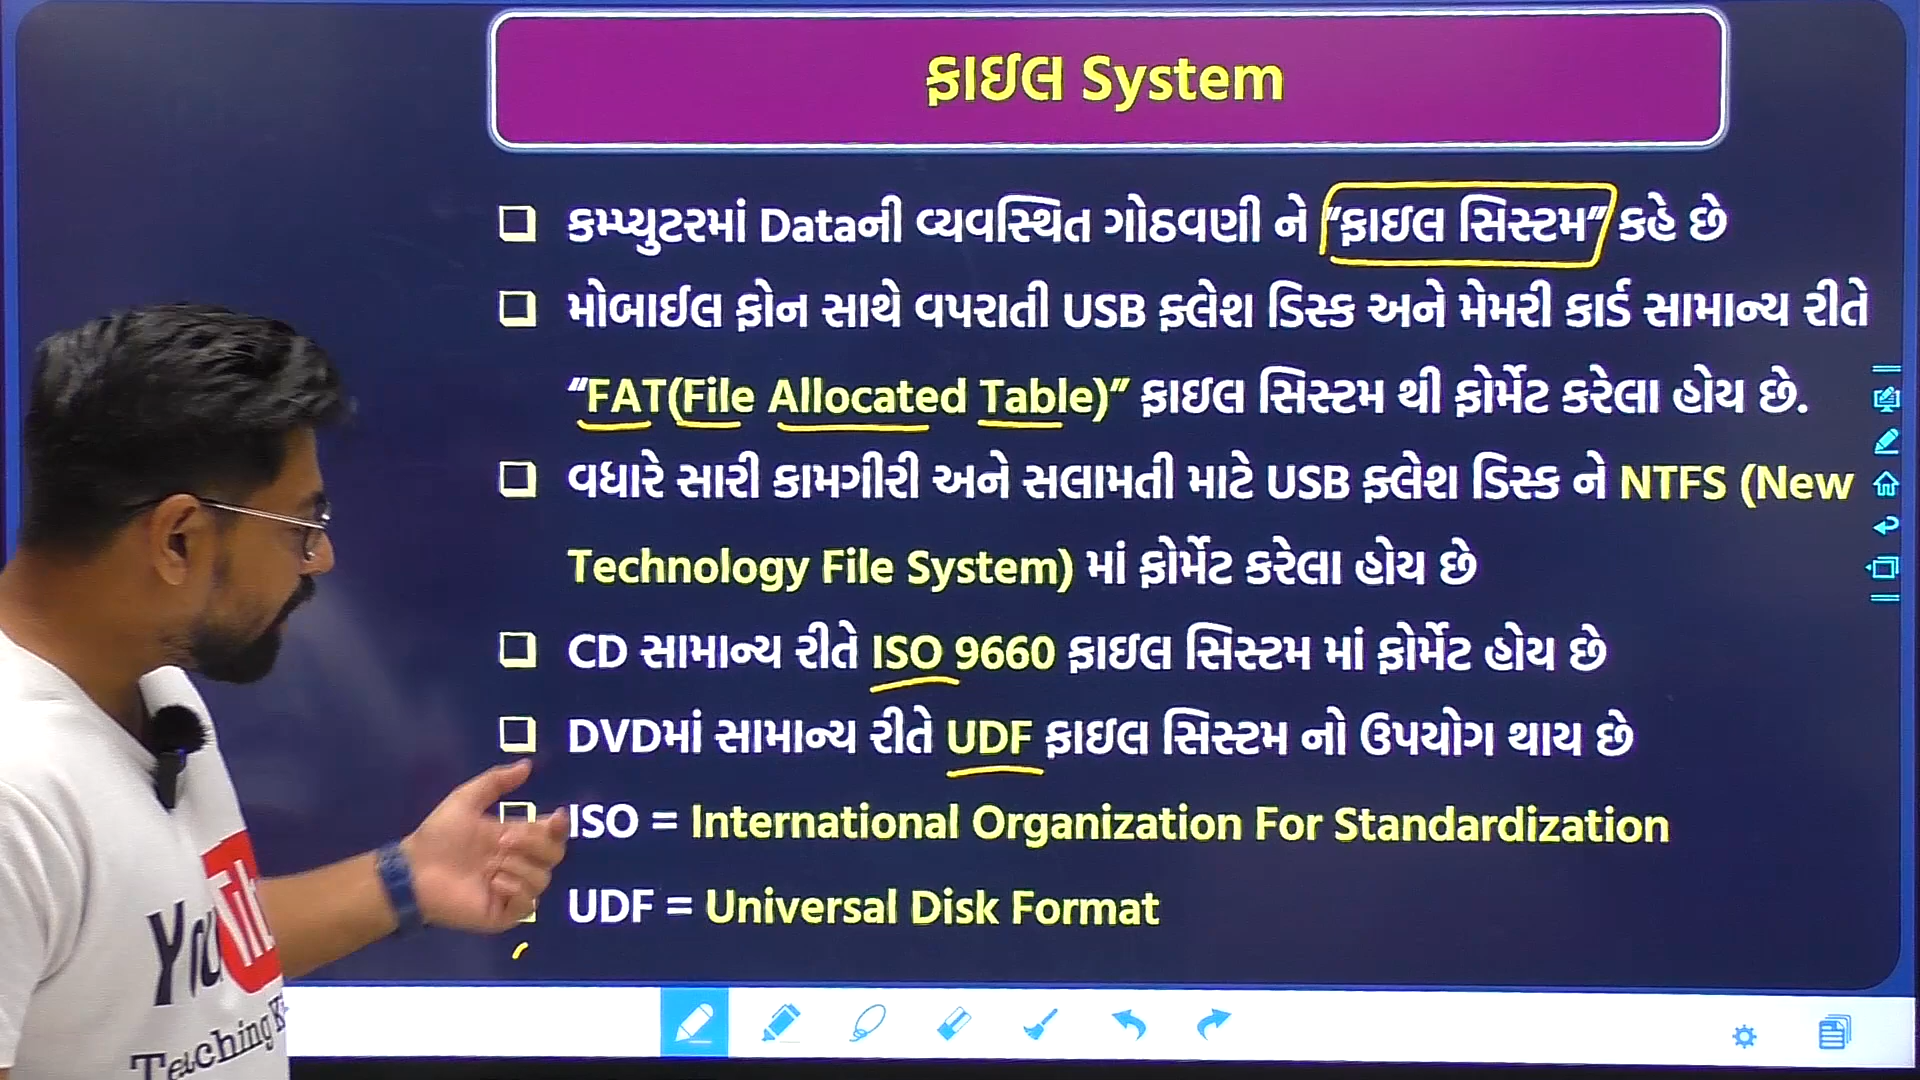 ફાઇલ System
કમ્પ્યુટરમાં Dataની વ્યવસ્થિત ગોઠવણી ને “ફાઇલ સિસ્ટમ” કહે છે
મોબાઈલ ફોન સાથે વપરાતી USB ફ્લેશ ડિસ્ક અને મેમરી કાર્ડ સામાન્ય રીતે
“FAT(File Allocated Table)” ફાઇલ સિસ્ટમ થી ફોર્મેટ કરેલા હોય છે.
વધારે સારી કામગીરી અને સલામતી માટે USB ફ્લેશ ડિસ્ક ને NTFS (New
Technology File System) માં ફોર્મેટ કરેલા હોય છે
CD સામાન્ય રીતે ISO 9660 ફાઇલ સિસ્ટમ માં ફોર્મેટ હોય છે
DVDમાં સામાન્ય રીતે UDF ફાઇલ સિસ્ટમ નો ઉપયોગ થાય છે
ISO = International Organization For Standardization
UDF = Universal Disk Format
Teaching